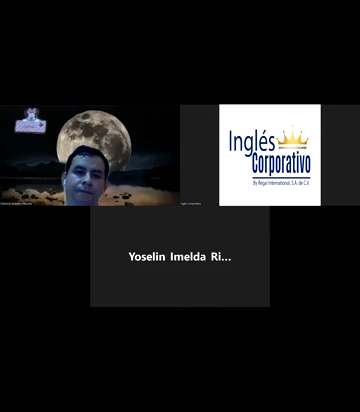 Inglés
Corporativo
By Regal International, S.A. de C.V.
Yoselin Imelda Ri...